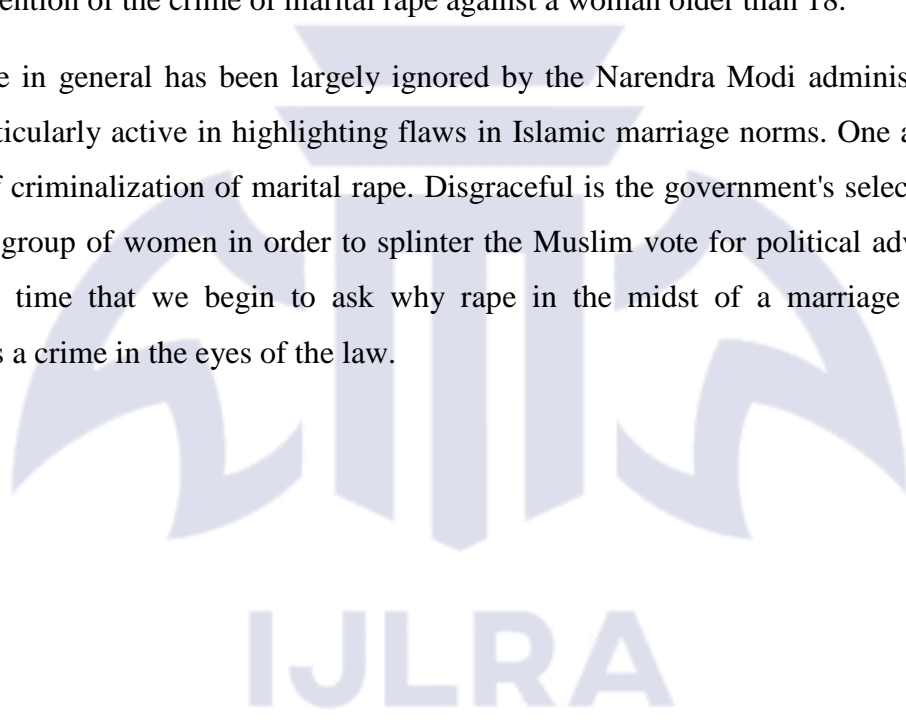 ention of the crime of marital rape against a woman older than 18.
e in general has been largely ignored by the Narendra Modi adminis
ticularly active in highlighting flaws in Islamic marriage norms. One a
f criminalization of marital rape. Disgraceful is the government's selec
group of women in order to splinter the Muslim vote for political adv
time that we begin to ask why rape in the midst of a marriage
s a crime in the eyes of the law.
IJLRA